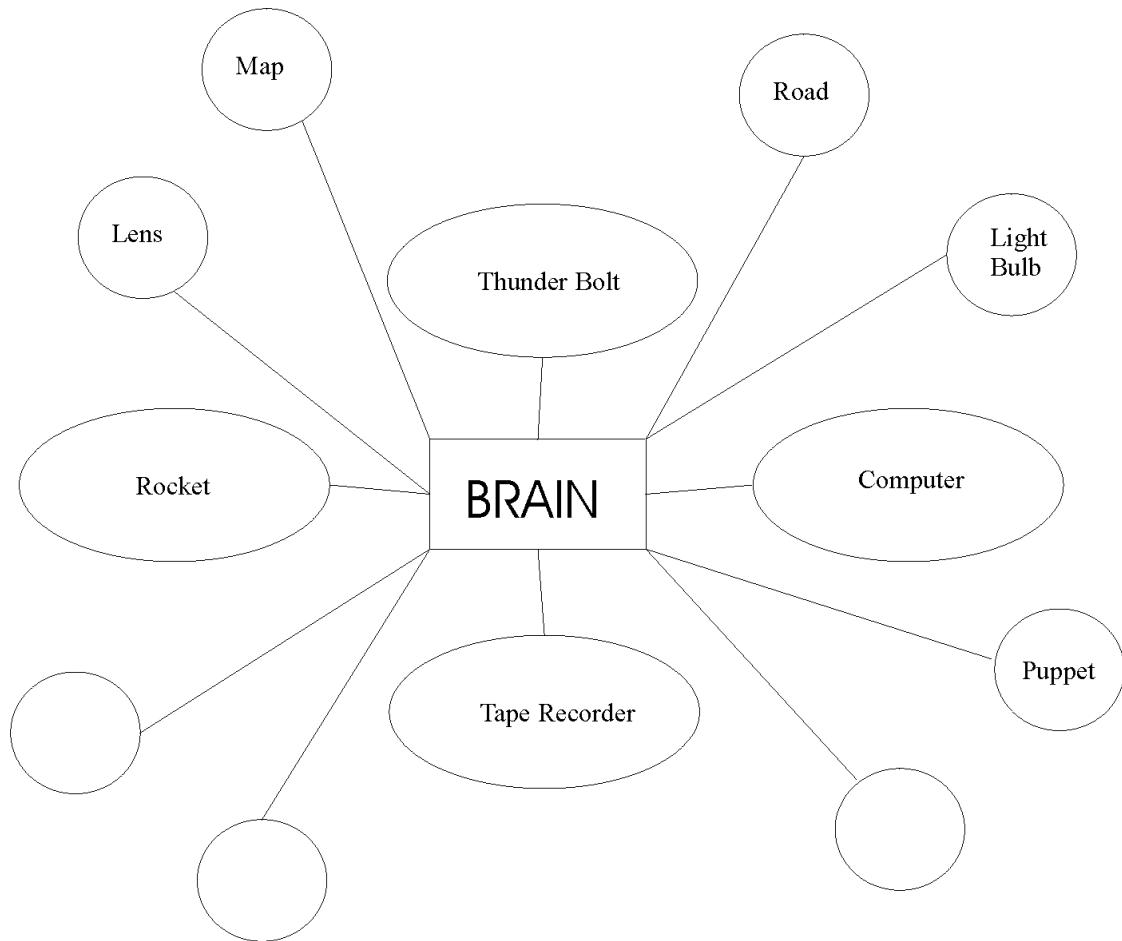 Map
Road
Lens
Light
Bulb
Thunder Bolt
Rocket
BRAIN
Computer
Puppet
Tape Recorder